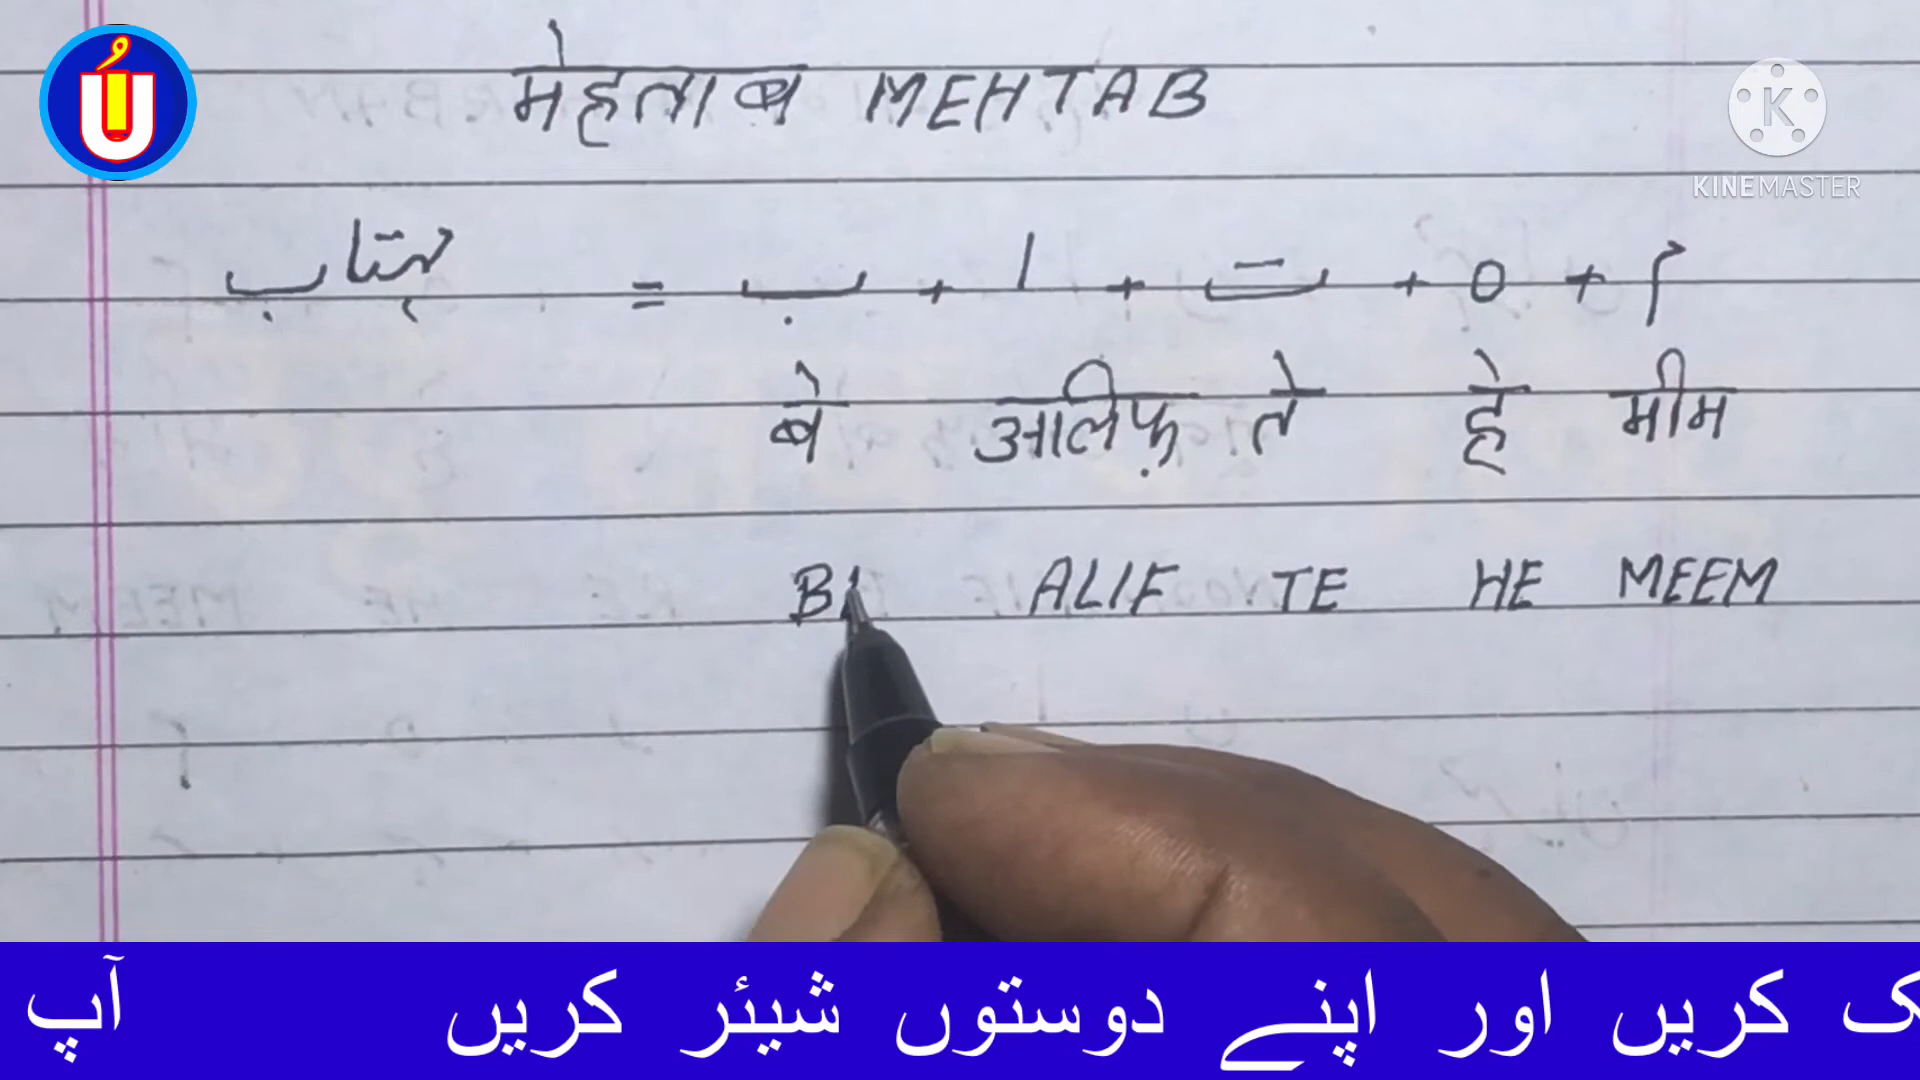 मेहताब MEHTAB
KINEMASTER
م + ہ + ت + ا + ب = مہتاب
बे आलिफ़ ते हे मीम
ALIF TE HE MEEM
ک کریں اور اپنے دوستوں شیئر کریں آپ